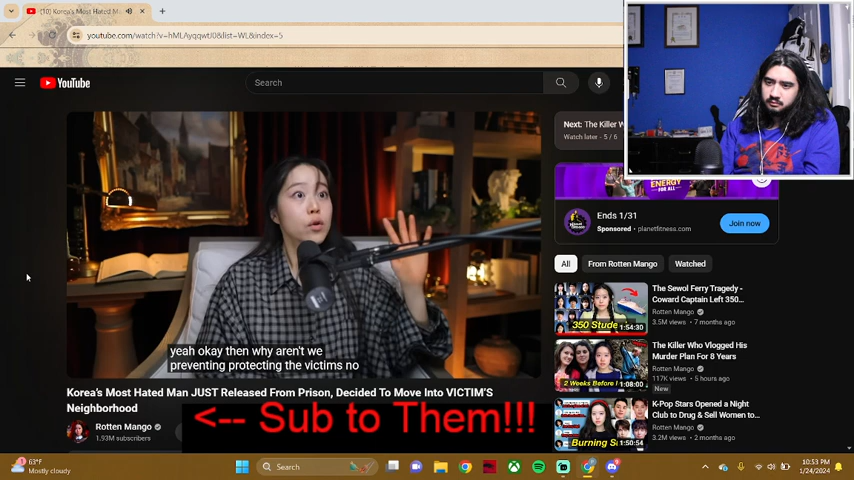 (10) Korea's Most Hated M
youtube.com/watch?v=hMLAyqqwtJ0&list=WL&index=5
YouTube
Search
Next: The Killer W
Watch later - 5 / 6
ENERGY
FOR ALL
Ends 1/31
Sponsored · planetfitness.com
Join now
All
From Rotten Mango
Watched
yeah okay then why aren't we
preventing protecting the victims no
350 Stude
1:54:30
The Sewol Ferry Tragedy -
Coward Captain Left 350...
Rotten Mango
3.5M views • 7 months ago
2 Weeks Before
1:08:00
The Killer Who Vlogged His
Murder Plan For 8 Years
Rotten Mango
117K views • 5 hours ago
New
Burning S
1:50:54
K-Pop Stars Opened a Night
Club to Drug & Sell Women to...
Rotten Mango
3.2M views • 2 months ago
Korea's Most Hated Man JUST Released From Prison, Decided To Move Into VICTIM'S
Neighborhood
Rotten Mango
1.93M subscribers
<-- Sub to Them!!!
63°F
Mostly cloudy
Search
10:53 PM
1/24/2024